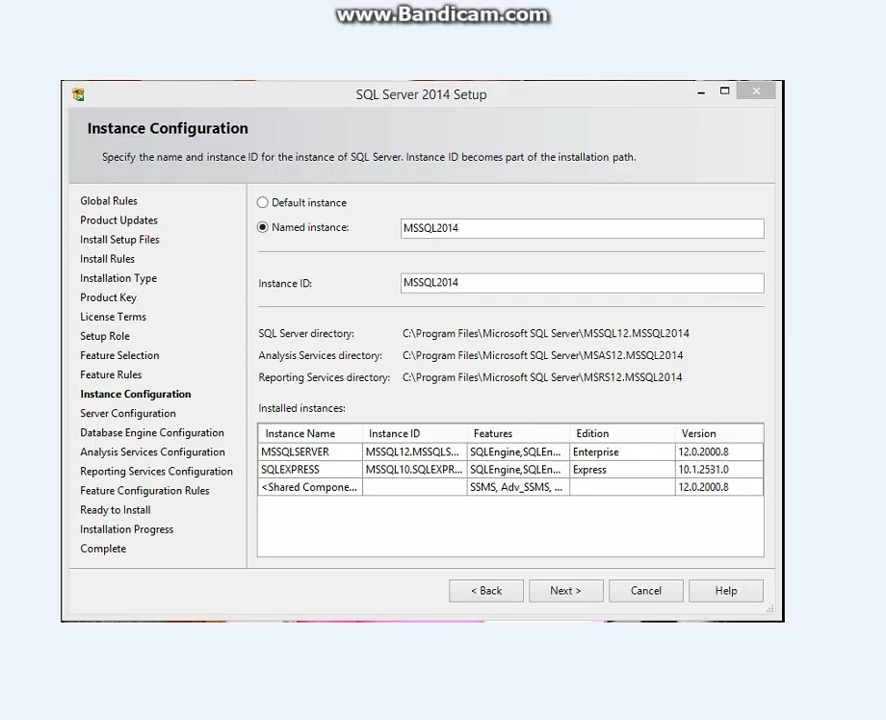 www.Bandicam.com
SQL Server 2014 Setup
Instance Configuration
Specify the name and instance ID for the instance of SQL Server. Instance ID becomes part of the installation path.
Global Rules
Product Updates
Install Setup Files
Install Rules
Installation Type
Product Key
License Terms
Setup Role
Feature Selection
Feature Rules
Instance Configuration
Server Configuration
Database Engine Configuration
Analysis Services Configuration
Reporting Services Configuration
Feature Configuration Rules
Ready to Install
Installation Progress
Complete
Default instance
Named instance: MSSQL2014
Instance ID: MSSQL2014
SQL Server directory: C:\Program Files\Microsoft SQL Server\MSSQL12.MSSQL2014
Analysis Services directory: C:\Program Files\Microsoft SQL Server\MSAS12.MSSQL2014
Reporting Services directory: C:\Program Files\Microsoft SQL Server\MSRS12.MSSQL2014
Installed instances:
Instance Name Instance ID Features Edition Version
MSSQLSERVER MSSQL12.MSSQLS... SQLEngine,SQLEn... Enterprise 12.0.2000.8
SQLEXPRESS MSSQL10.SQLEXPR... SQLEngine,SQLEn... Express 10.1.2531.0
<Shared Compone... SSMS, Adv_SSMS, ... 12.0.2000.8
< Back Next > Cancel Help